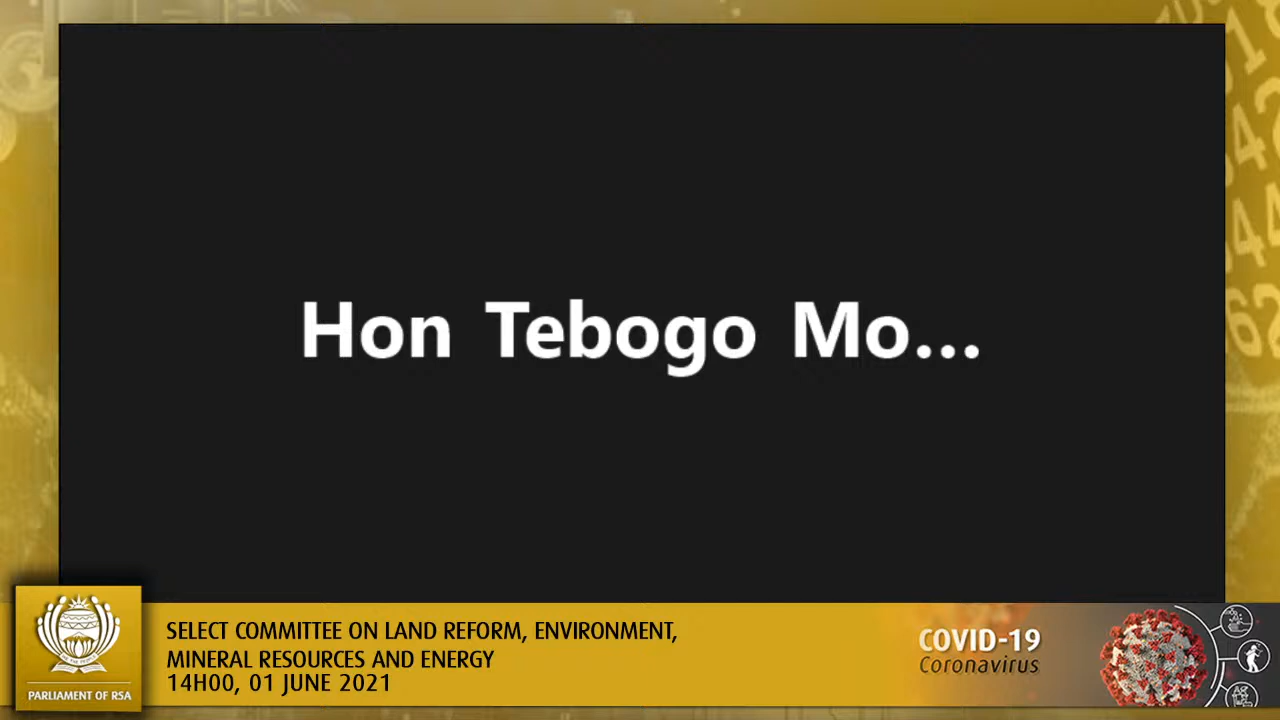 Hon Tebogo Mo...
SELECT COMMITTEE ON LAND REFORM, ENVIRONMENT,
MINERAL RESOURCES AND ENERGY
14H00, 01 JUNE 2021
PARLIAMENT OF RSA
COVID-19
Coronavirus